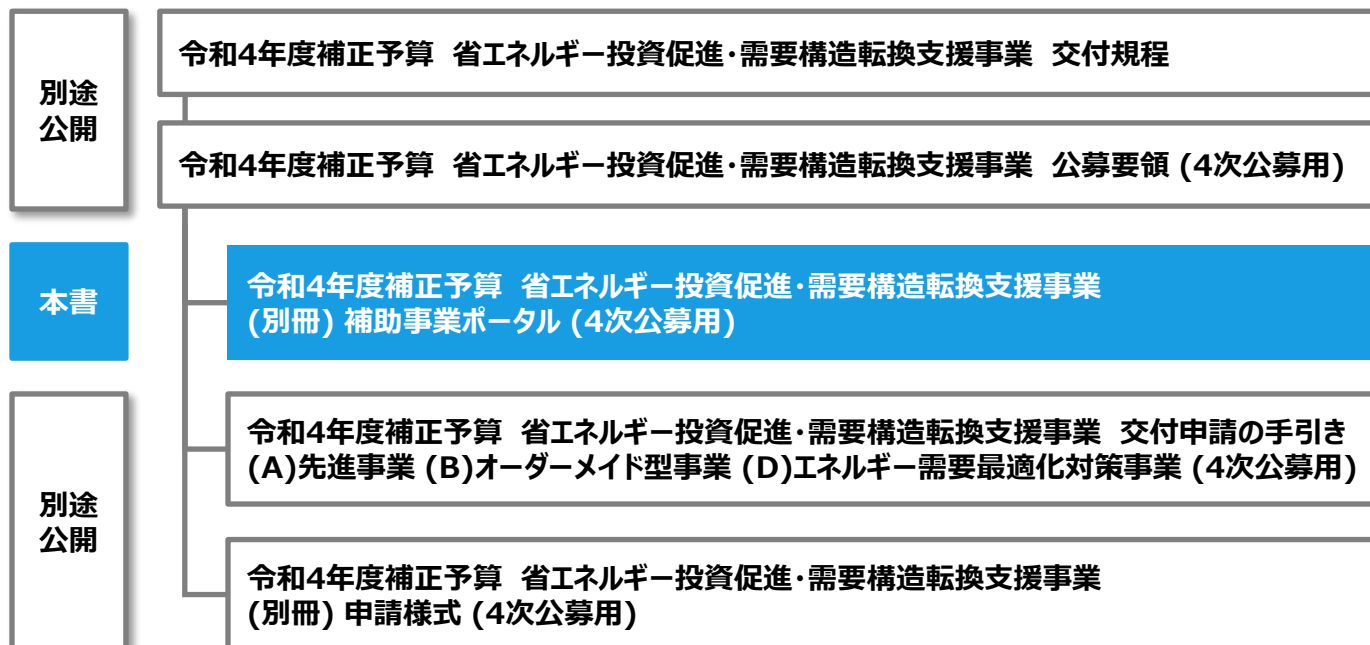 別途
公開
令和4年度補正予算 省エネルギー投資促進・需要構造転換支援事業 交付規程
令和4年度補正予算 省エネルギー投資促進・需要構造転換支援事業 公募要領 (4次公募用)
本書
令和4年度補正予算 省エネルギー投資促進・需要構造転換支援事業
(別冊) 補助事業ポータル (4次公募用)
別途
公開
令和4年度補正予算 省エネルギー投資促進・需要構造転換支援事業 交付申請の手引き
(A)先進事業 (B)オーダーメイド型事業 (D)エネルギー需要最適化対策事業 (4次公募用)
令和4年度補正予算 省エネルギー投資促進・需要構造転換支援事業
(別冊) 申請様式 (4次公募用)